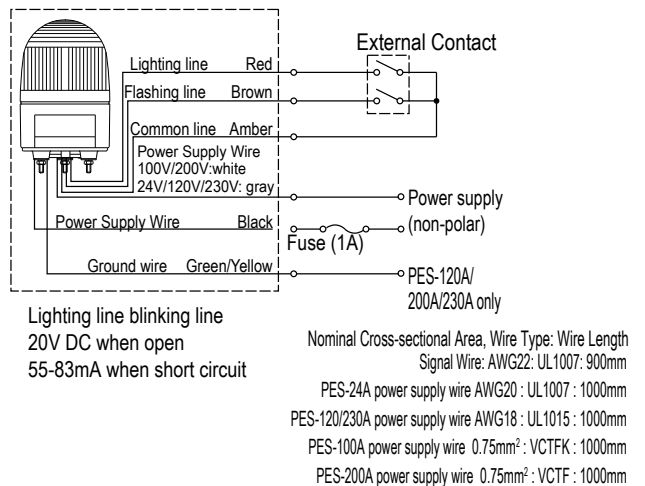 External Contact
Lighting line Red
Flashing line Brown
Common line Amber
Power Supply Wire
100V/200V:white
24V/120V/230V: gray
Power supply
(non-polar)
Power Supply Wire Black
Fuse (1A)
Ground wire Green/Yellow
PES-120A/
200A/230A only
Lighting line blinking line
20V DC when open
55-83mA when short circuit
Nominal Cross-sectional Area, Wire Type: Wire Length
Signal Wire: AWG22: UL1007: 900mm
PES-24A power supply wire AWG20 : UL1007 : 1000mm
PES-120/230A power supply wire AWG18 : UL1015 : 1000mm
PES-100A power supply wire 0.75mm² : VCTFK : 1000mm
PES-200A power supply wire 0.75mm² : VCTF : 1000mm